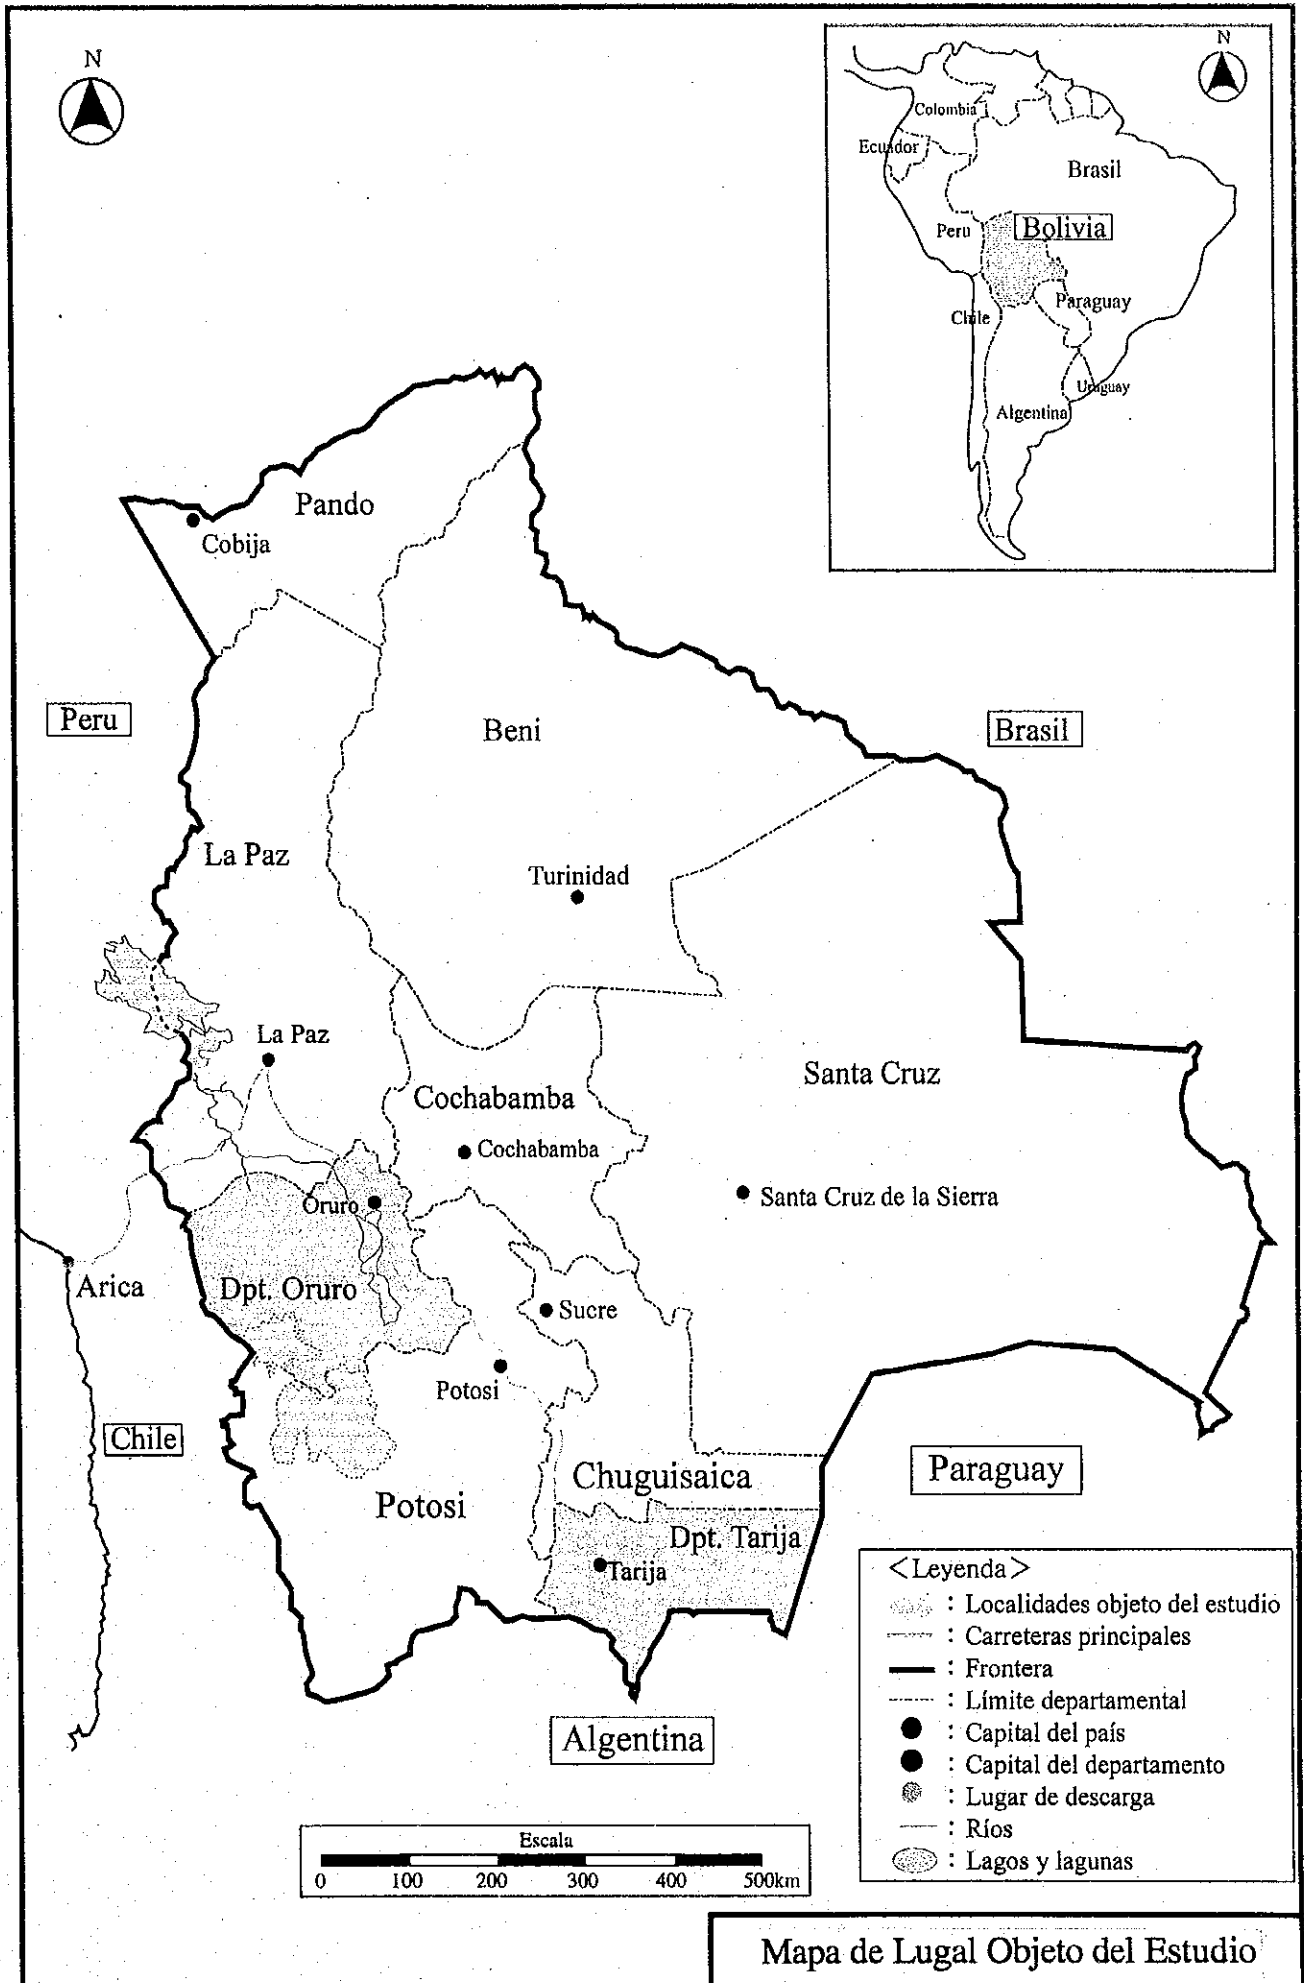 N
N
Colombia
Ecuador
Brasil
Peru
Bolivia
Paraguay
Chile
Uruguay
Algentina
Pando
Cobija
Peru
Beni
Brasil
La Paz
Turinidad
La Paz
Santa Cruz
Cochabamba
Cochabamba
Santa Cruz de la Sierra
Oruro
Arica
Dpt. Oruro
Sucre
Potosi
Chile
Chuguisaica
Paraguay
Potosi
Dpt. Tarija
Tarija
Algentina
<Leyenda>
: Localidades objeto del estudio
: Carreteras principales
: Frontera
: Límite departamental
: Capital del país
: Capital del departamento
: Lugar de descarga
: Ríos
: Lagos y lagunas
Escala
0 100 200 300 400 500km
Mapa de Lugal Objeto del Estudio